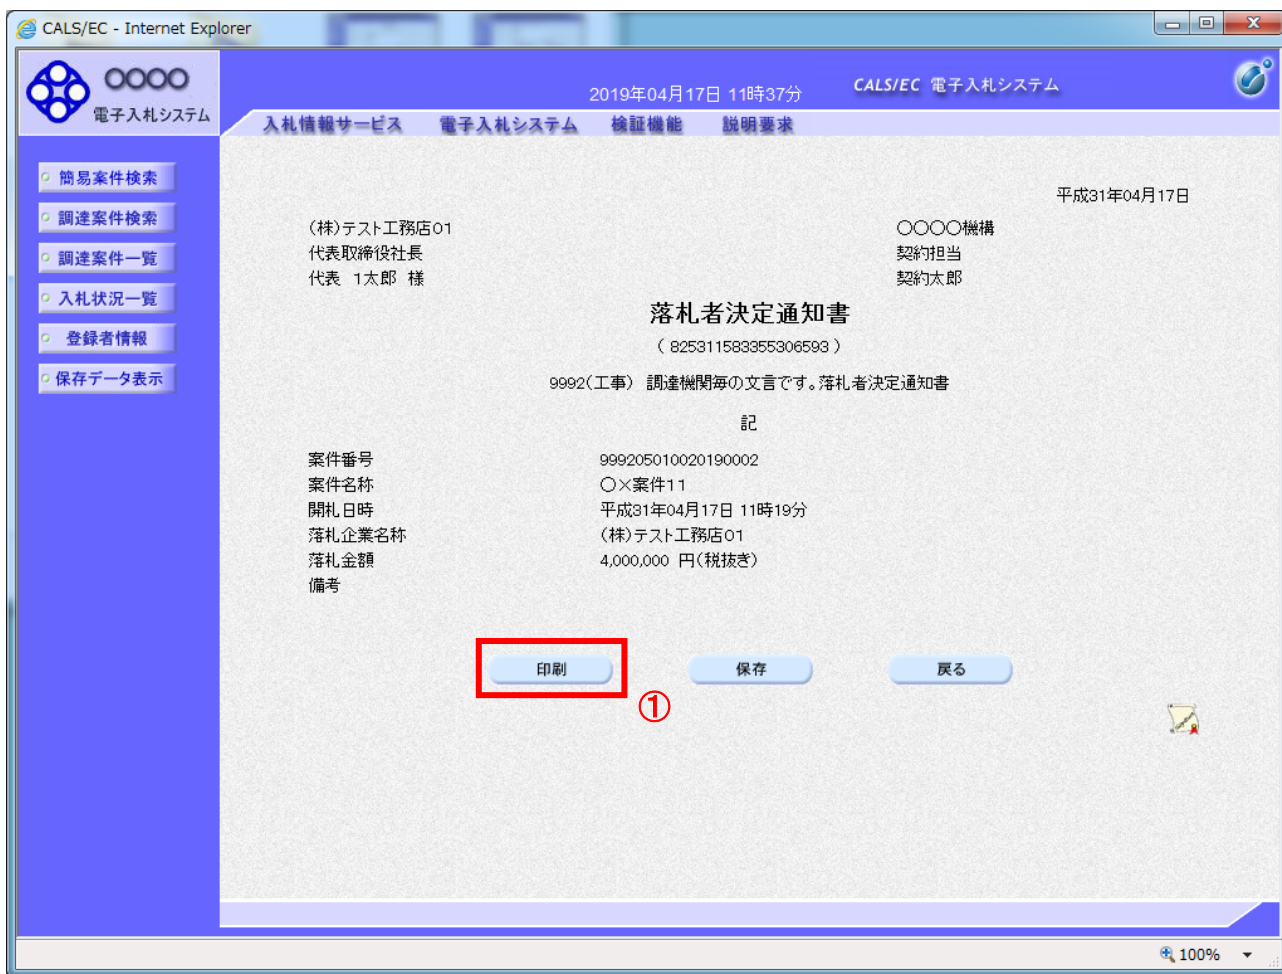 CALS/EC - Internet Explorer
OOOO
電子入札システム
2019年04月17日 11時37分
CALS/EC 電子入札システム
入札情報サービス 電子入札システム 検証機能 説明要求
簡易案件検索
調達案件検索
調達案件一覧
入札状況一覧
登録者情報
保存データ表示
平成31年04月17日
(株)テスト工務店01
代表取締役社長
代表 1太郎 様
〇〇〇〇機構
契約担当
契約太郎
落札者決定通知書
( 8253115833553065​93 )
9992(工事) 調達機関毎の文言です。落札者決定通知書
記
案件番号 999205010020190002
案件名称 〇×案件11
開札日時 平成31年04月17日 11時19分
落札企業名称 (株)テスト工務店01
落札金額 4,000,000 円(税抜き)
備考
印刷 保存 戻る
①
100%